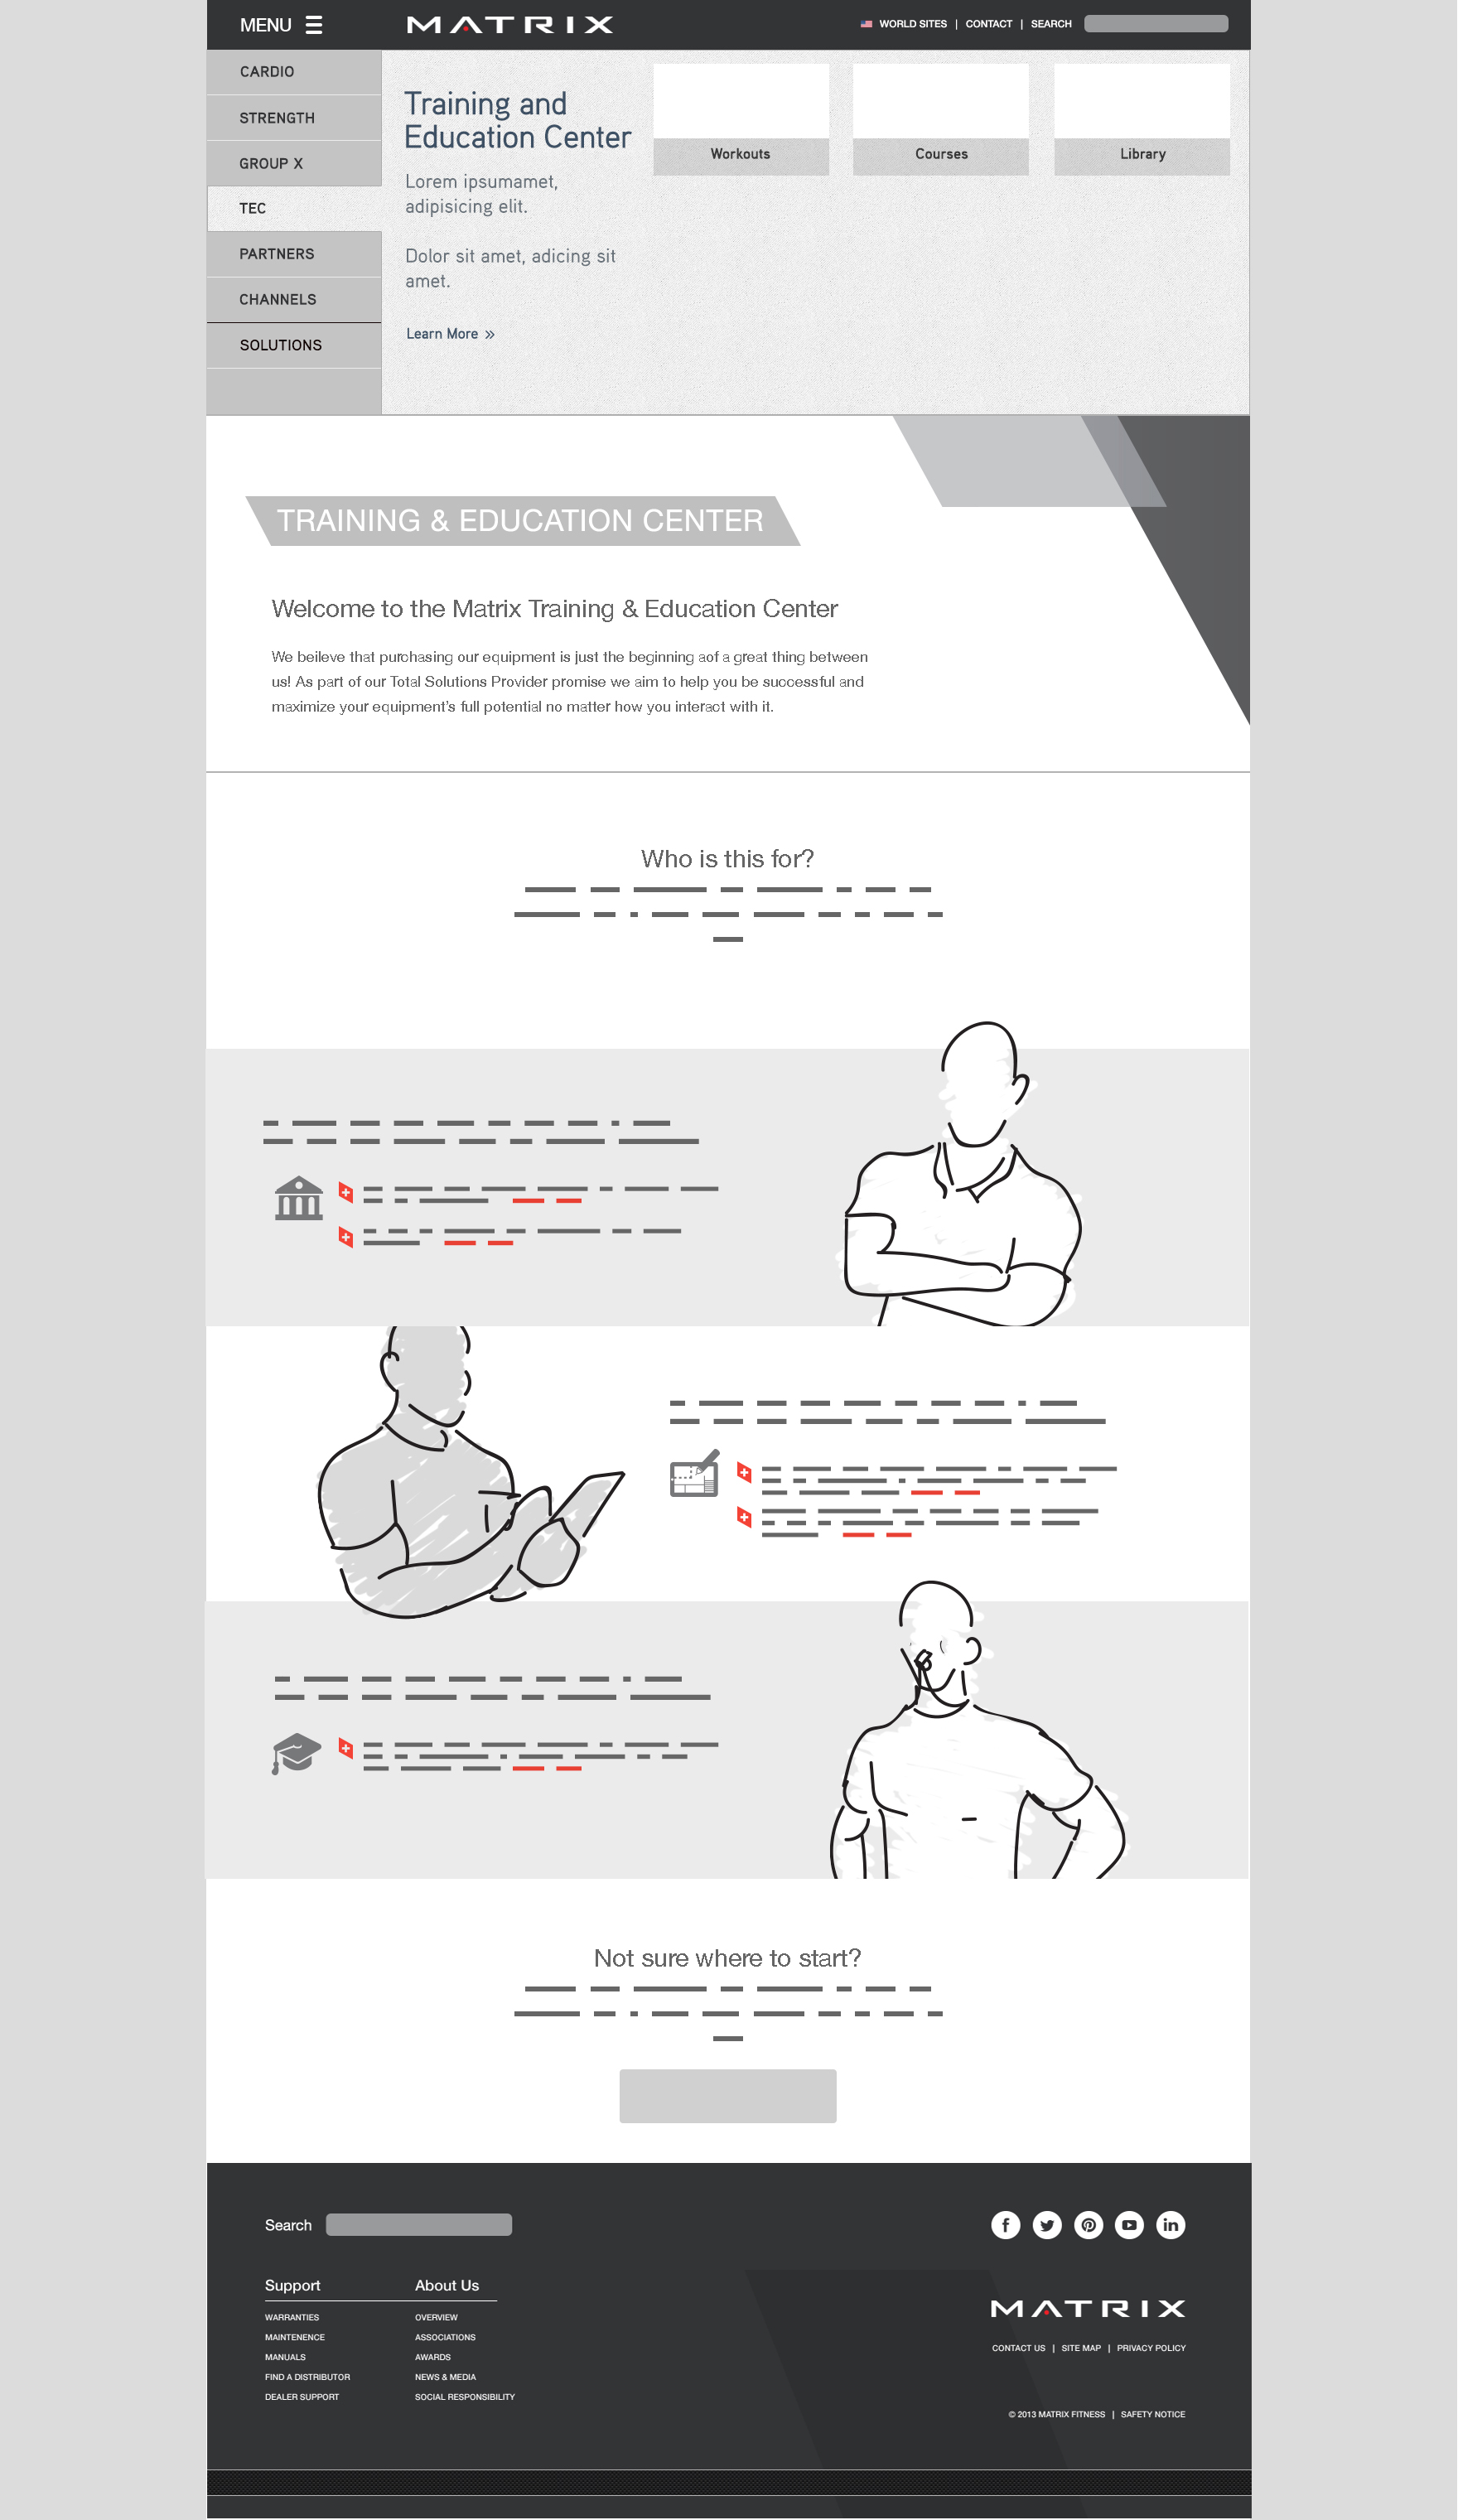 MENU
MATRIX
WORLD SITES | CONTACT | SEARCH
CARDIO
STRENGTH
GROUP X
TEC
PARTNERS
CHANNELS
SOLUTIONS
Training and
Education Center
Lorem ipsumamet,
adipisicing elit.
Dolor sit amet, adicing sit
amet.
Learn More »
Workouts
Courses
Library
TRAINING & EDUCATION CENTER
Welcome to the Matrix Training & Education Center
We beileve that purchasing our equipment is just the beginning aof a great thing between
us! As part of our Total Solutions Provider promise we aim to help you be successful and
maximize your equipment's full potential no matter how you interact with it.
Who is this for?
Not sure where to start?
Search
Support
WARRANTIES
MAINTENENCE
MANUALS
FIND A DISTRIBUTOR
DEALER SUPPORT
About Us
OVERVIEW
ASSOCIATIONS
AWARDS
NEWS & MEDIA
SOCIAL RESPONSIBILITY
MATRIX
CONTACT US | SITE MAP | PRIVACY POLICY
© 2013 MATRIX FITNESS | SAFETY NOTICE